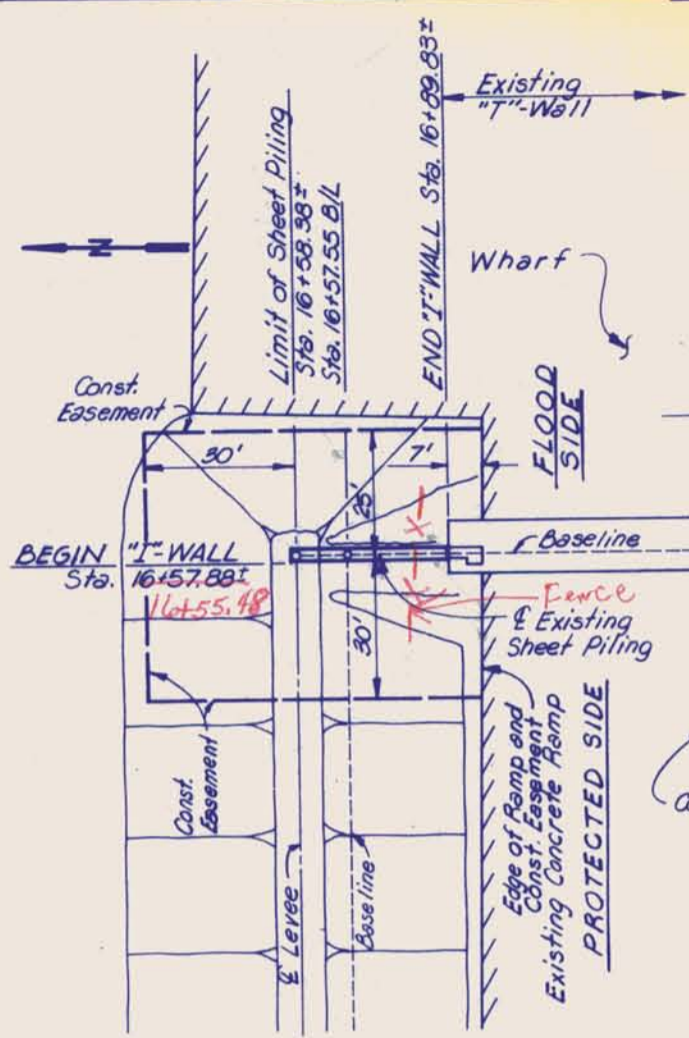 Existing
"T"-Wall
END "I"-WALL Sta. 16+89.83±
Limit of Sheet Piling
Sta. 16+58.38±
Sta. 16+57.55 B/L
N
Wharf
Const.
Easement
30'
7'
25'
FLOOD
SIDE
BEGIN "I"-WALL
Sta. 16+57.88±
16+55.48
Baseline
X
X
Fence
℄ Existing
Sheet Piling
30'
Const.
Easement
℄ Levee
Baseline
Edge of Ramp and
Const. Easement
Existing Concrete Ramp
PROTECTED SIDE